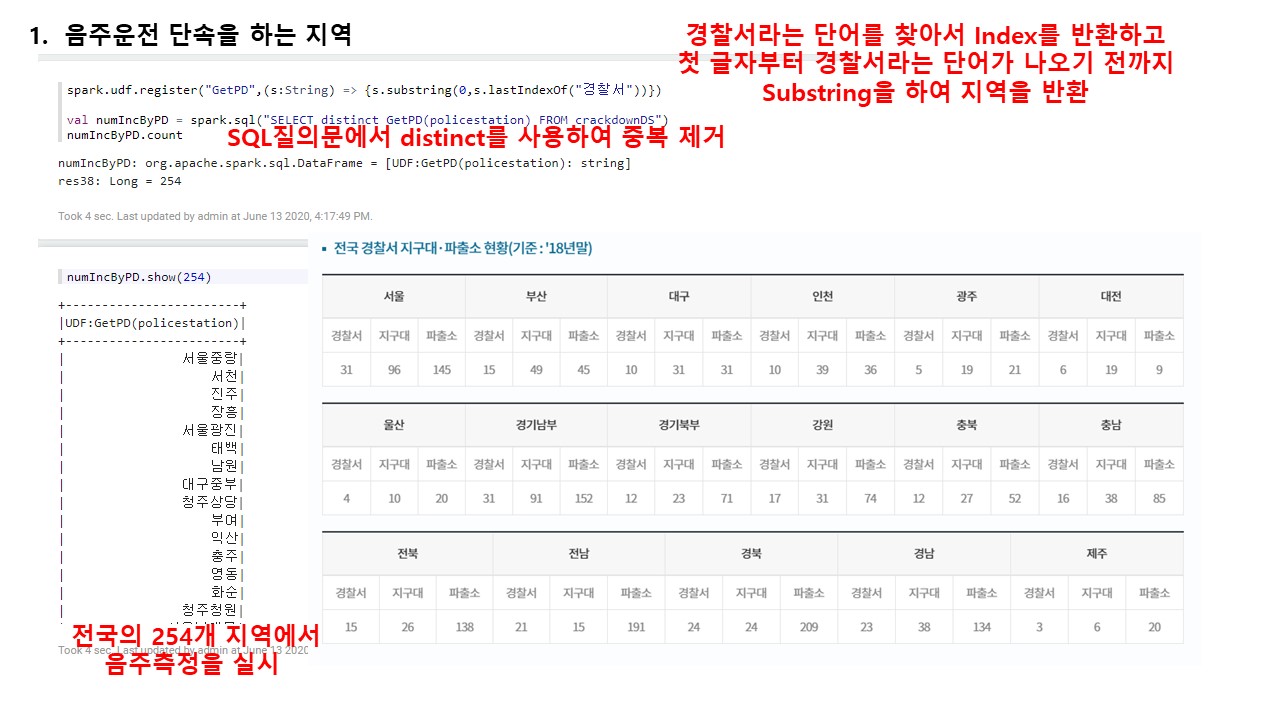 1. 음주운전 단속을 하는 지역
경찰서라는 단어를 찾아서 Index를 반환하고
첫 글자부터 경찰서라는 단어가 나오기 전까지
Substring을 하여 지역을 반환
spark.udf.register("GetPD",(s:String) => {s.substring(0,s.lastIndexOf("경찰서"))})
val numIncByPD = spark.sql("SELECT distinct GetPD(policestation) FROM crackdownDS")
numIncByPD.count
SQL질의문에서 distinct를 사용하여 중복 제거
numIncByPD: org.apache.spark.sql.DataFrame = [UDF:GetPD(policestation): string]
res38: Long = 254
Took 4 sec. Last updated by admin at June 13 2020, 4:17:49 PM.
numIncByPD.show(254)
+------------------------+
|UDF:GetPD(policestation)|
+------------------------+
| 서울중랑|
| 서천|
| 진주|
| 장흥|
| 서울광진|
| 태백|
| 남원|
| 대구중부|
| 청주상당|
| 부여|
| 익산|
| 충주|
| 영동|
| 화순|
| 청주청원|
전국의 254개 지역에서
음주측정을 실시
Took 4 sec. Last updated by admin at June 13 2020
▪ 전국 경찰서 지구대·파출소 현황(기준 : '18년말)
서울 부산 대구 인천 광주 대전
경찰서 지구대 파출소 경찰서 지구대 파출소 경찰서 지구대 파출소 경찰서 지구대 파출소 경찰서 지구대 파출소 경찰서 지구대 파출소
31 96 145 15 49 45 10 31 31 10 39 36 5 19 21 6 19 9
울산 경기남부 경기북부 강원 충북 충남
경찰서 지구대 파출소 경찰서 지구대 파출소 경찰서 지구대 파출소 경찰서 지구대 파출소 경찰서 지구대 파출소 경찰서 지구대 파출소
4 10 20 31 91 152 12 23 71 17 31 74 12 27 52 16 38 85
전북 전남 경북 경남 제주
경찰서 지구대 파출소 경찰서 지구대 파출소 경찰서 지구대 파출소 경찰서 지구대 파출소 경찰서 지구대 파출소
15 26 138 21 15 191 24 24 209 23 38 134 3 6 20